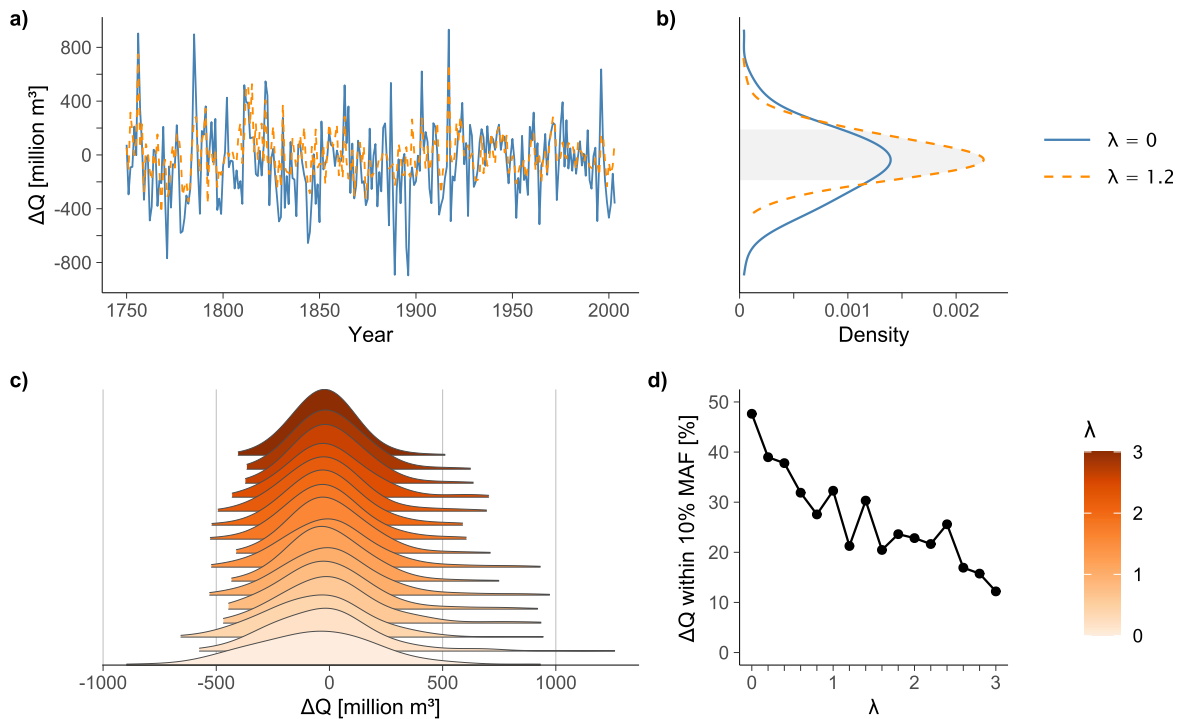 a)
ΔQ [million m³]
800
400
0
-400
-800
1750
1800
1850
1900
1950
2000
Year
b)
0
0.001
0.002
Density
λ = 0
λ = 1.2
c)
-1000
-500
0
500
1000
ΔQ [million m³]
d)
ΔQ within 10% MAF [%]
50
40
30
20
10
0
0
1
2
3
λ
λ
3
2
1
0